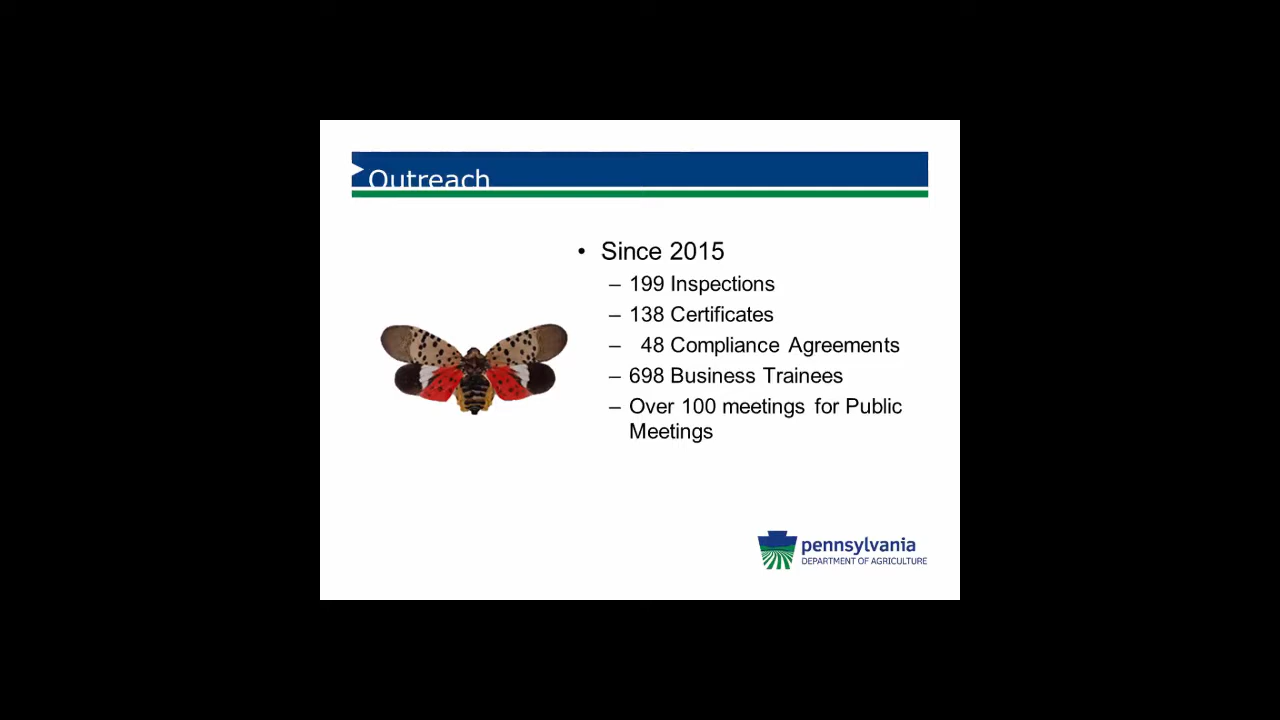 Outreach
• Since 2015
– 199 Inspections
– 138 Certificates
– 48 Compliance Agreements
– 698 Business Trainees
– Over 100 meetings for Public
Meetings
pennsylvania
DEPARTMENT OF AGRICULTURE